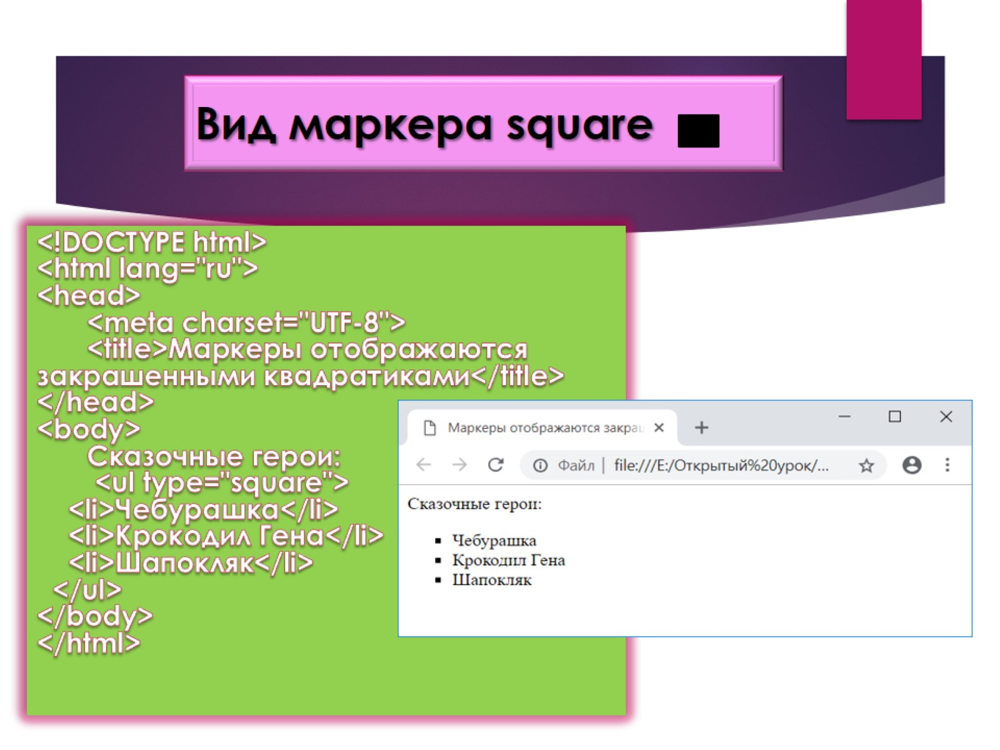 Вид маркера square
<!DOCTYPE html>
<html lang="ru">
<head>
<meta charset="UTF-8">
<title>Маркеры отображаются
закрашенными квадратиками</title>
</head>
<body>
Сказочные герои:
<ul type="square">
<li>Чебурашка</li>
<li>Крокодил Гена</li>
<li>Шапокляк</li>
</ul>
</body>
</html>
Маркеры отображаются закраш
Файл | file:///E:/Открытый%20урок/...
Сказочные герои:
▪ Чебурашка
▪ Крокодил Гена
▪ Шапокляк